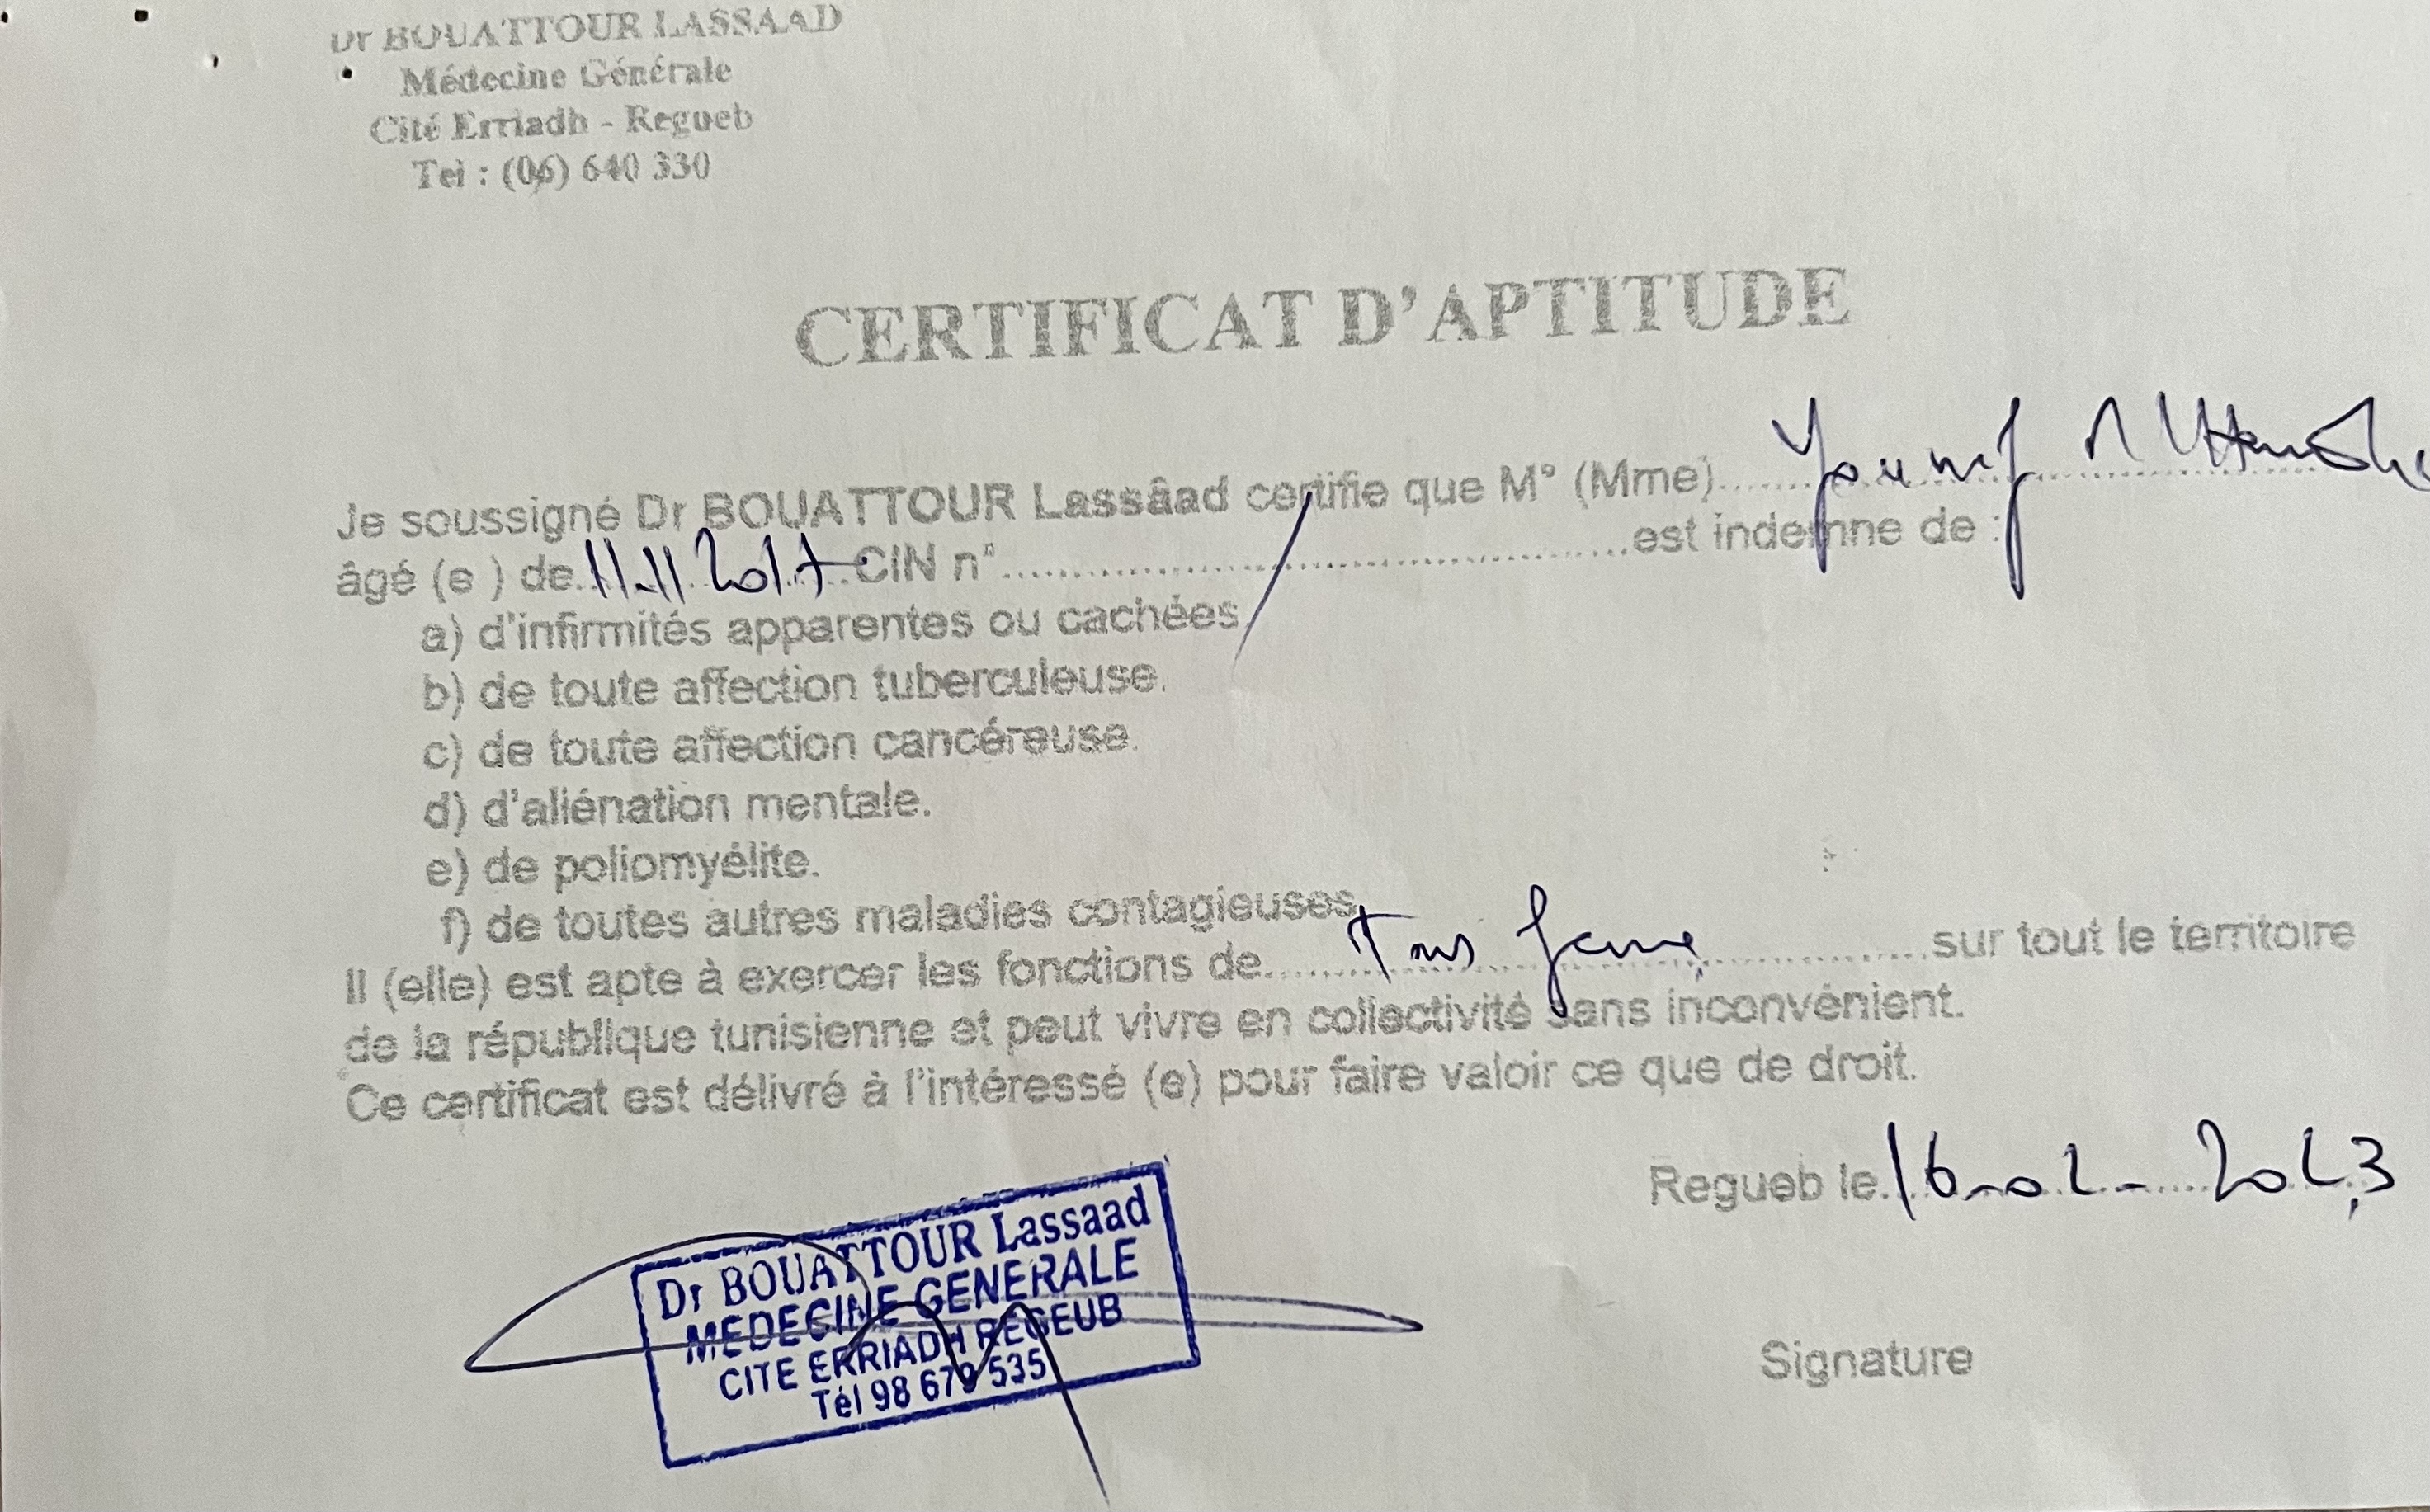 Dr BOUATTOUR LASSAAD
Médecine Générale
Cité Erriadh - Regueb
Tel : (06) 640 330
CERTIFICAT D'APTITUDE
Je soussigné Dr BOUATTOUR Lassâad certifie que M° (Mme)
âgé (e ) de 11-11 2017 CIN n° / est indemne de :
a) d'infirmités apparentes ou cachées
b) de toute affection tuberculeuse.
c) de toute affection cancéreuse.
d) d'aliénation mentale.
e) de poliomyélite.
f) de toutes autres maladies contagieuses.
Il (elle) est apte à exercer les fonctions de sur tout le territoire
de la république tunisienne et peut vivre en collectivité sans inconvénient.
Ce certificat est délivré à l'intéressé (e) pour faire valoir ce que de droit.
Regueb le 16-02-2023
Dr BOUATTOUR Lassaad
MEDECINE GENERALE
CITE ERRIADH REGEUB
Tél 98 679 535
Signature